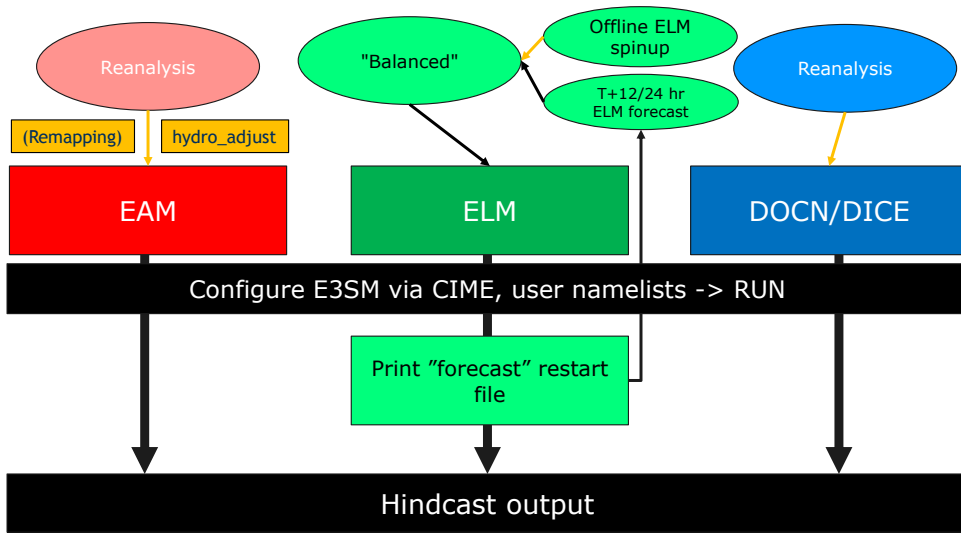 Reanalysis
"Balanced"
Offline ELM
spinup
T+12/24 hr
ELM forecast
Reanalysis
(Remapping)
hydro_adjust
EAM
ELM
DOCN/DICE
Configure E3SM via CIME, user namelists -> RUN
Print ”forecast” restart
file
Hindcast output